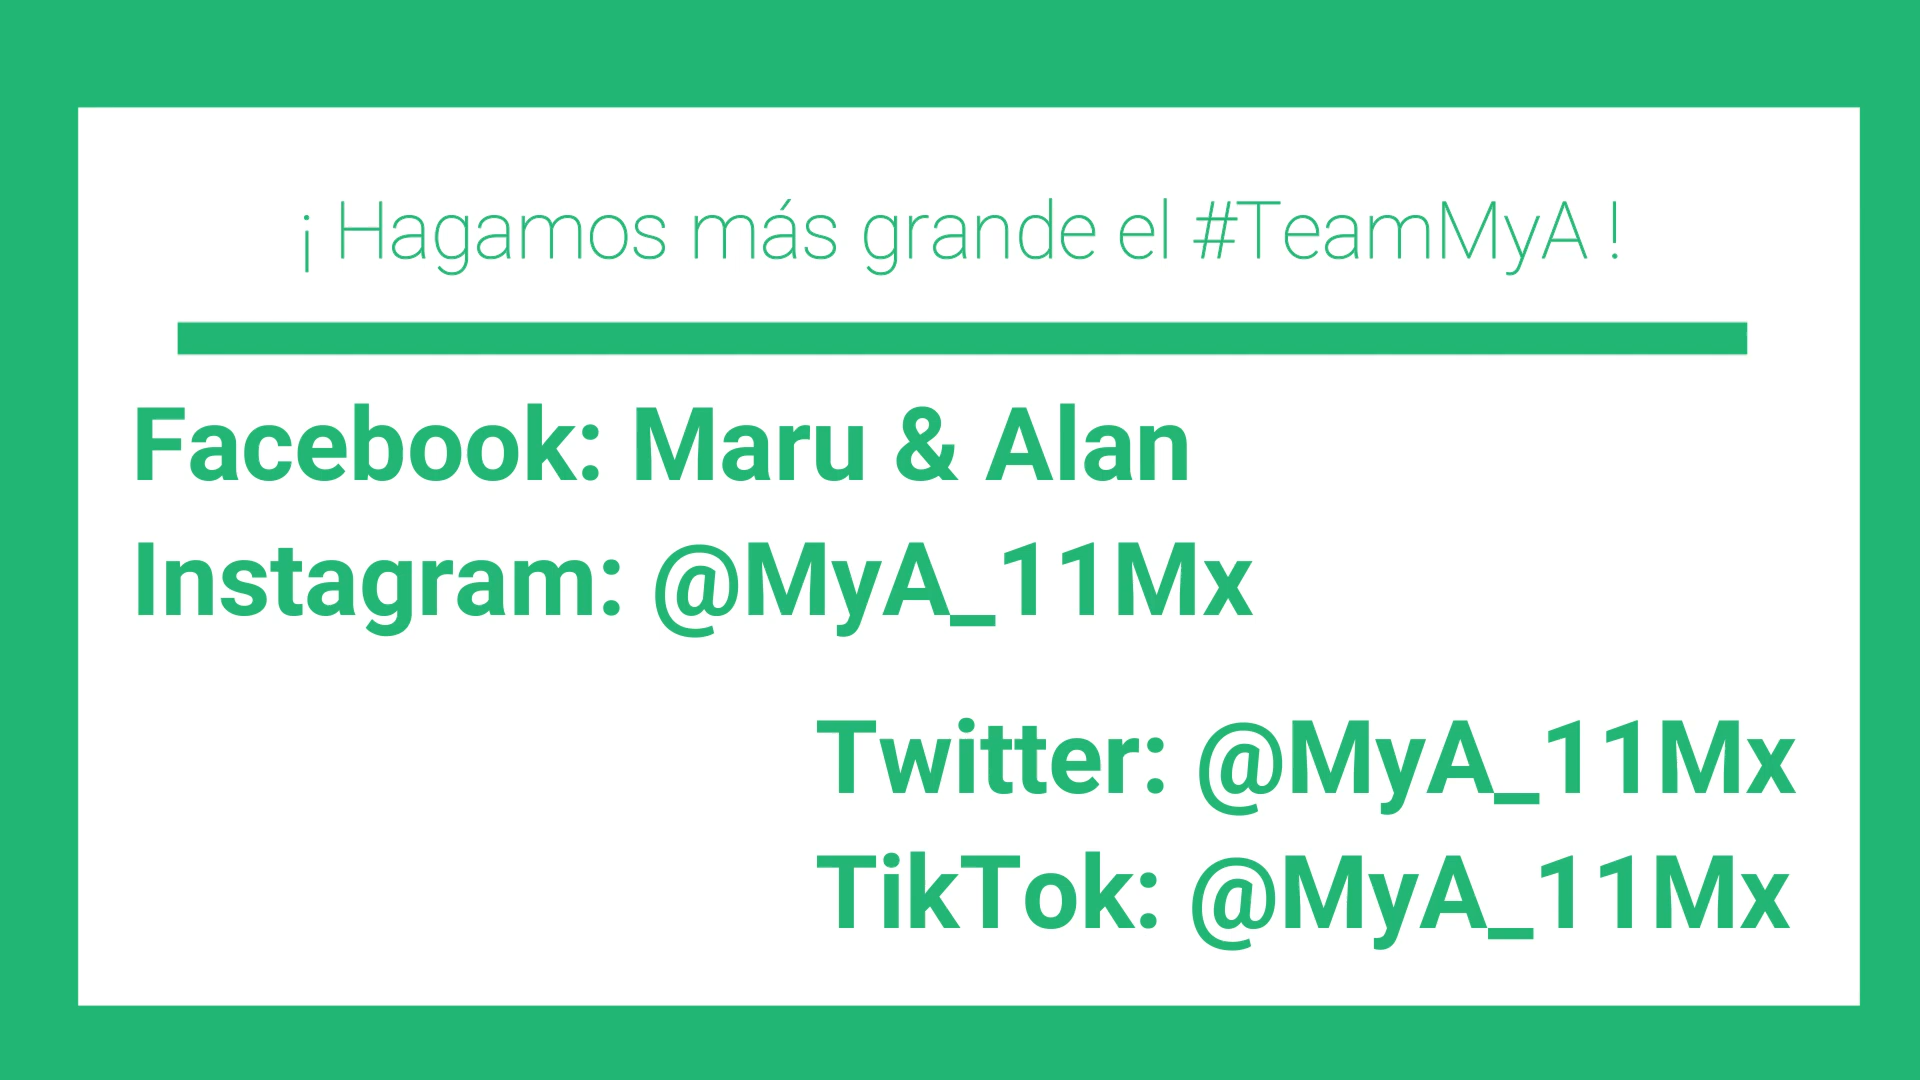 ¡ Hagamos más grande el #TeamMyA !
Facebook: Maru & Alan
Instagram: @MyA_11Mx
Twitter: @MyA_11Mx
TikTok: @MyA_11Mx